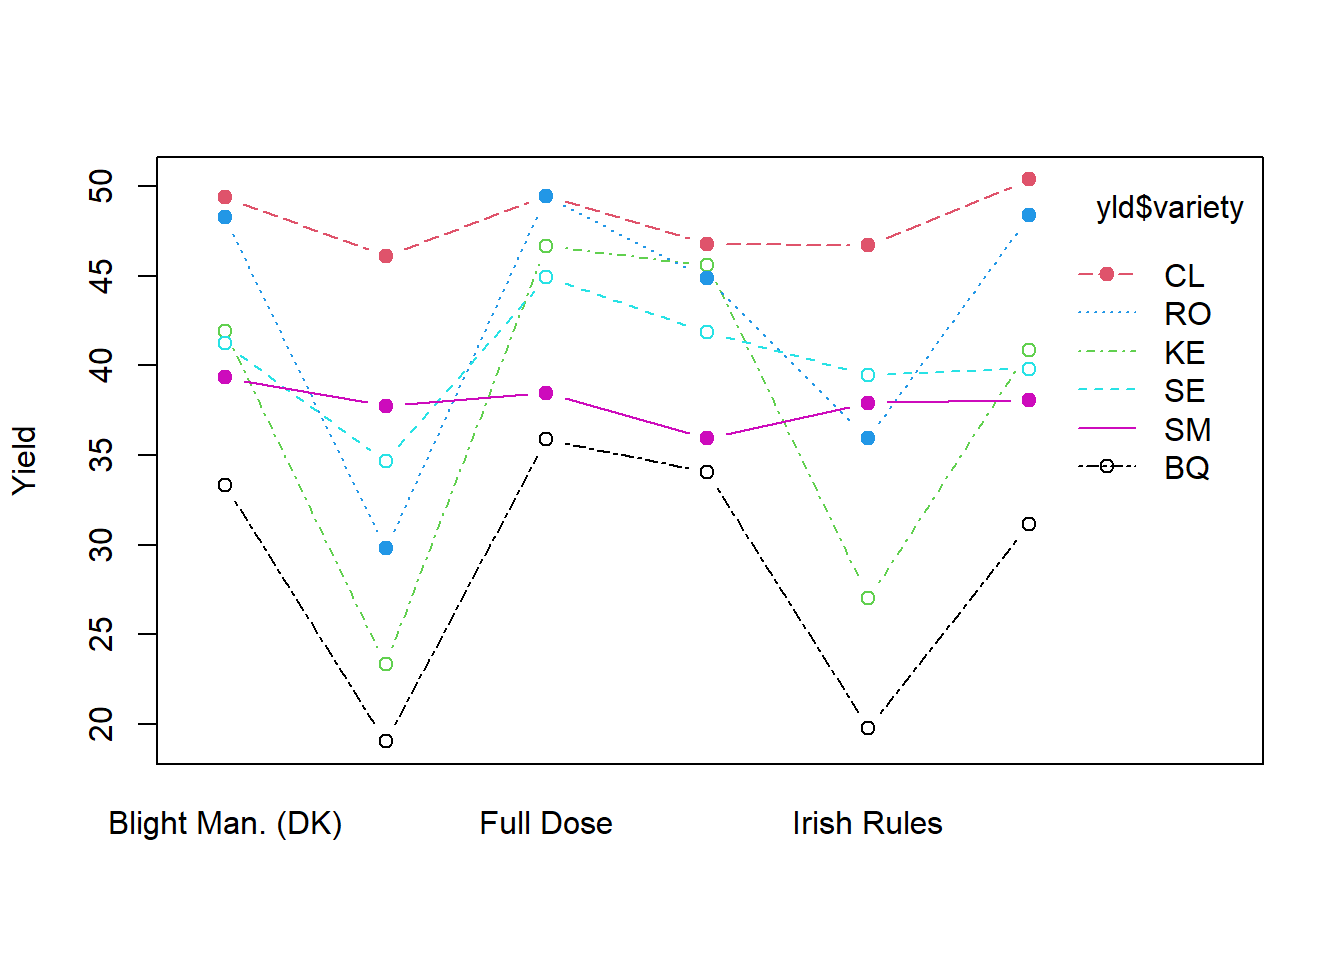 50
45
40
35
30
25
20
Yield
yld$variety
CL
RO
KE
SE
SM
BQ
Blight Man. (DK) Full Dose Irish Rules